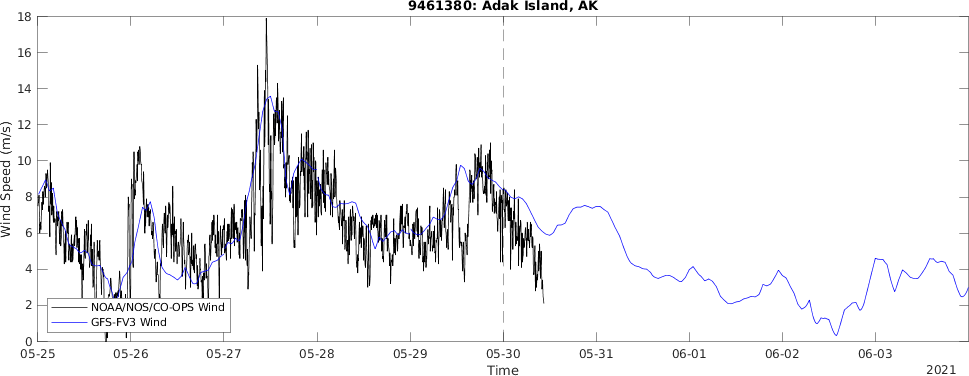 9461380: Adak Island, AK
Wind Speed (m/s)
18
16
14
12
10
8
6
4
2
0
NOAA/NOS/CO-OPS Wind
GFS-FV3 Wind
05-25 05-26 05-27 05-28 05-29 05-30 05-31 06-01 06-02 06-03
Time
2021